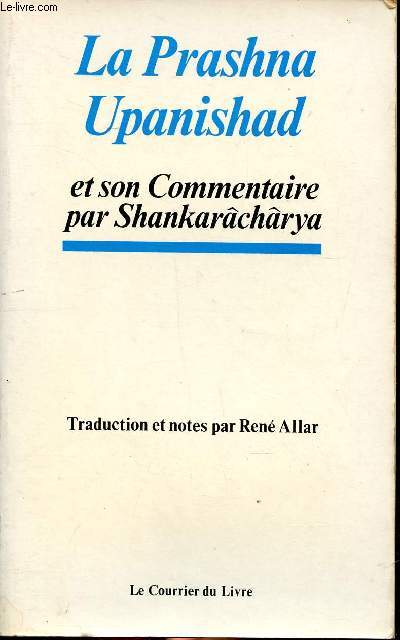 Le-livre.com
La Prashna
Upanishad
et son Commentaire
par Shankarâchârya
Traduction et notes par René Allar
Le Courrier du Livre